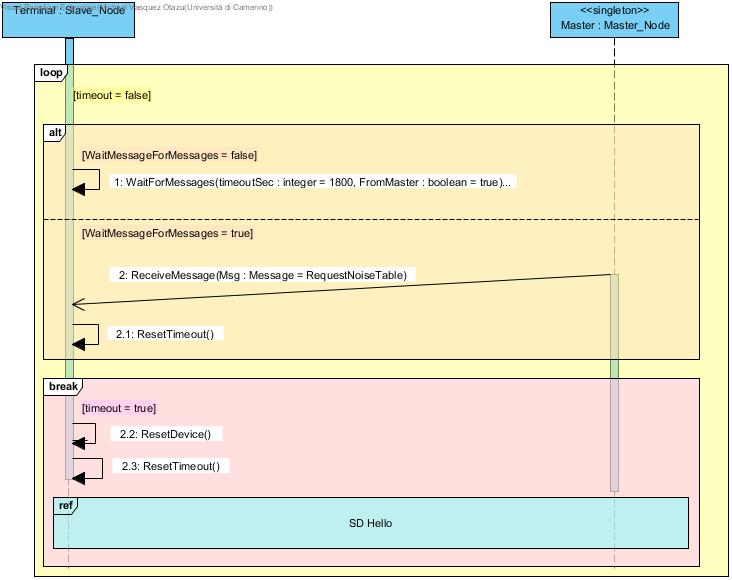 Vasquez Otazu(Università di Camerino))
Terminal : Slave_Node
<<singleton>>
Master : Master_Node
loop
[timeout = false]
alt
[WaitMessageForMessages = false]
1: WaitForMessages(timeoutSec : integer = 1800, FromMaster : boolean = true)...
[WaitMessageForMessages = true]
2: ReceiveMessage(Msg : Message = RequestNoiseTable)
2.1: ResetTimeout()
break
[timeout = true]
2.2: ResetDevice()
2.3: ResetTimeout()
ref
SD Hello